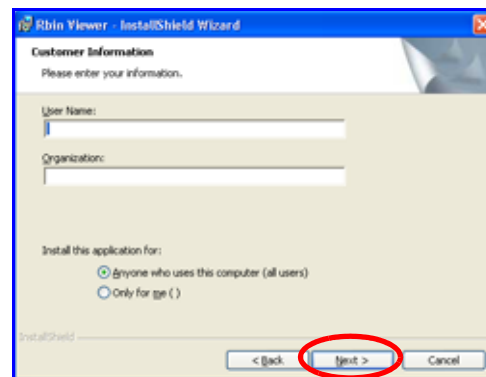 Rbin Viewer - InstallShield Wizard
Customer Information
Please enter your information.
User Name:
Organization:
Install this application for:
Anyone who uses this computer (all users)
Only for me ( )
InstallShield
< Back
Next >
Cancel